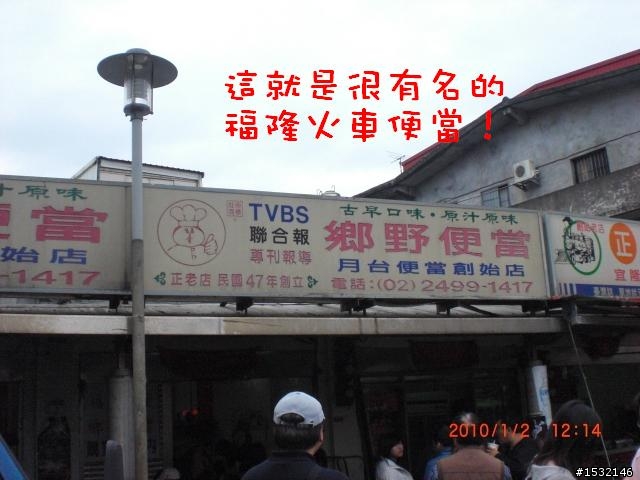 這就是很有名的
福隆火車便當！
汁原味
便當
始店
1417
TVBS
聯合報
專刊報導
正老店 民國47年創立
古早口味·原汁原味
鄉野便當
月台便當創始店
電話:(02)2499-1417
正
宜隆
2010/1/2 12:14
#1532146